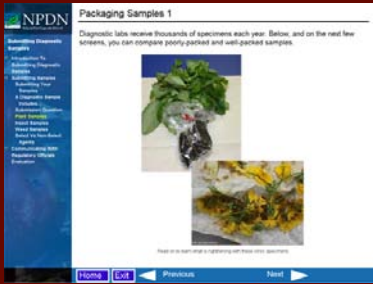 NPDN
Packaging Samples 1
Diagnostic labs receive thousands of specimens each year. Below, and on the next few
screens, you can compare poorly-packed and well-packed samples.
Submitting Diagnostic
Samples
Introduction To
Submitting Diagnostic
Samples
Submitting Samples
Submitting Your
Samples
A Diagnostic Sample
Includes
Submission Question
Plant Samples
Insect Samples
Weed Samples
Select Vs Non-Select
Agents
Communicating With
Regulatory Officials
Evaluation
Home
Exit
Previous
Next